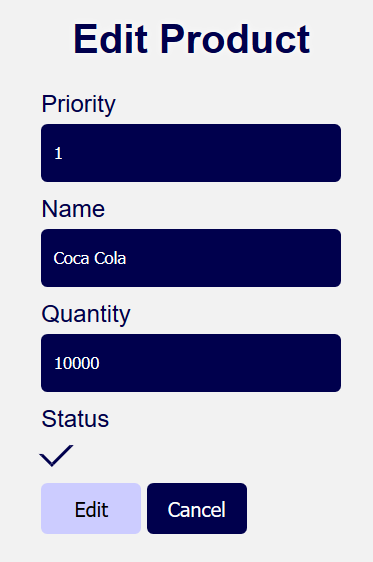 Edit Product
Priority
1
Name
Coca Cola
Quantity
10000
Status
Edit Cancel